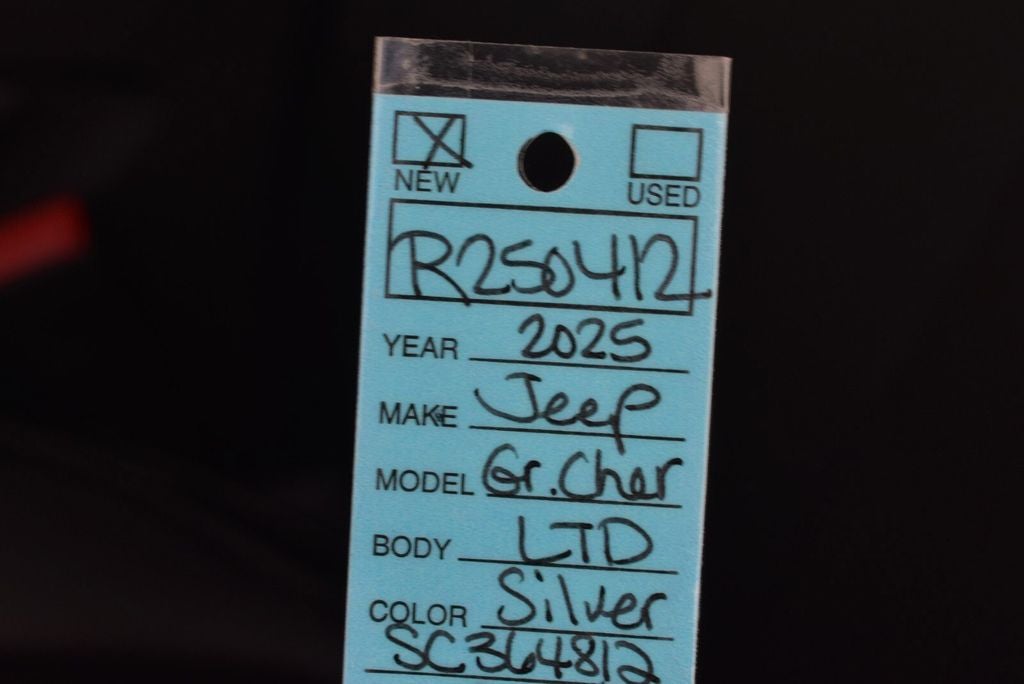 X
NEW USED
R250412
YEAR 2025
MAKE Jeep
MODEL Gr. Cher
BODY LTD
COLOR Silver
SC364812